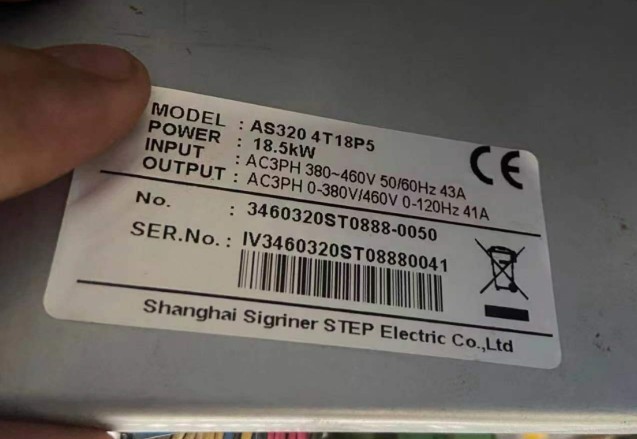 MODEL : AS320 4T18P5
POWER : 18.5kW
INPUT : AC3PH 380~460V 50/60Hz 43A
OUTPUT : AC3PH 0-380V/460V 0-120Hz 41A
CE
No. : 3460320ST0888-0050
SER.No. : IV3460320ST08880041
Shanghai Sigriner STEP Electric Co.,Ltd